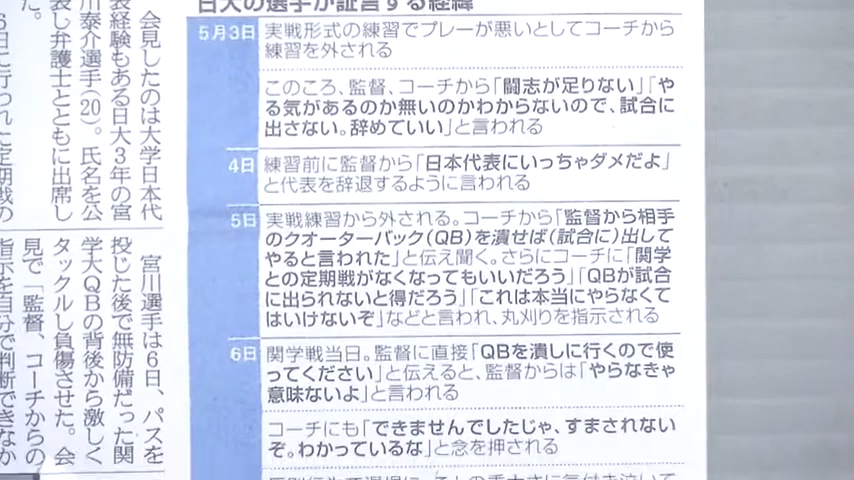 日大の選手が証言する経緯
5月3日 実戦形式の練習でプレーが悪いとしてコーチから
練習を外される
このころ、監督、コーチから「闘志が足りない」「や
る気があるのか無いのかわからないので、試合に
出さない。辞めていい」と言われる
4日 練習前に監督から「日本代表にいっちゃダメだよ」
と代表を辞退するように言われる
5日 実戦練習から外される。コーチから「監督から相手
のクオーターバック(QB)を潰せば(試合に)出して
やると言われた」と伝え聞く。さらにコーチに「関学
との定期戦がなくなってもいいだろう」「QBが試合
に出られないと得だろう」「これは本当にやらなくて
はいけないぞ」などと言われ、丸刈りを指示される
6日 関学戦当日。監督に直接「QBを潰しに行くので使
ってください」と伝えると、監督からは「やらなきゃ
意味ないよ」と言われる
コーチにも「できませんでしたじゃ、すまされない
ぞ。わかっているな」と念を押される
会見したのは大学日本代
表経験もある日大3年の宮
川泰介選手(20)。氏名を公
表し弁護士とともに出席し
た。
6日に行われた定期戦の
宮川選手は6日、パスを
投じた後で無防備だった関
学大QBの背後から激しく
タックルし負傷させた。会
見で「監督、コーチからの
指示を自分で判断できなか